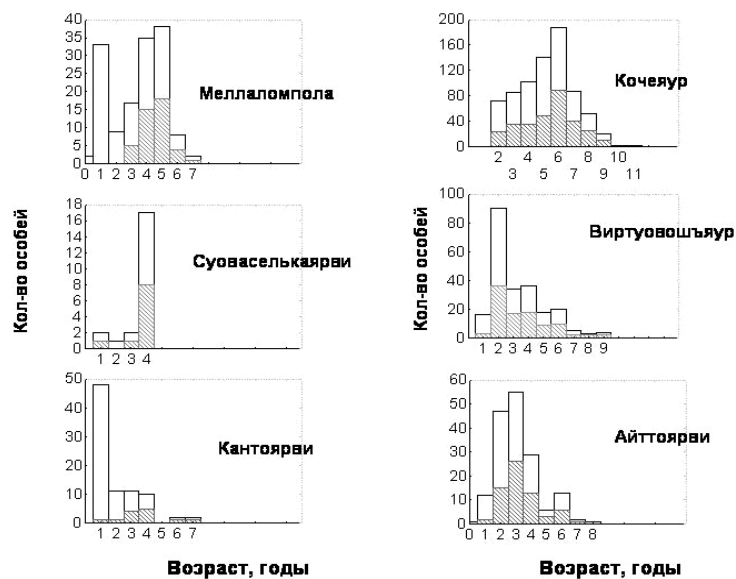 40
35
30
25
20
15
10
5
0
Меллаломпола
0 1 2 3 4 5 6 7
200
160
120
80
40
0
Кочеяур
2 4 6 8 10
3 5 7 9 11
Кол-во особей
18
16
14
12
10
8
6
4
2
0
Суоваселькаярви
1 2 3 4
Кол-во особей
100
80
60
40
20
0
Виртуовошъяур
1 2 3 4 5 6 7 8 9
50
40
30
20
10
0
Кантоярви
1 2 3 4 5 6 7
Возраст, годы
60
50
40
30
20
10
0
Айттоярви
0 1 2 3 4 5 6 7 8
Возраст, годы